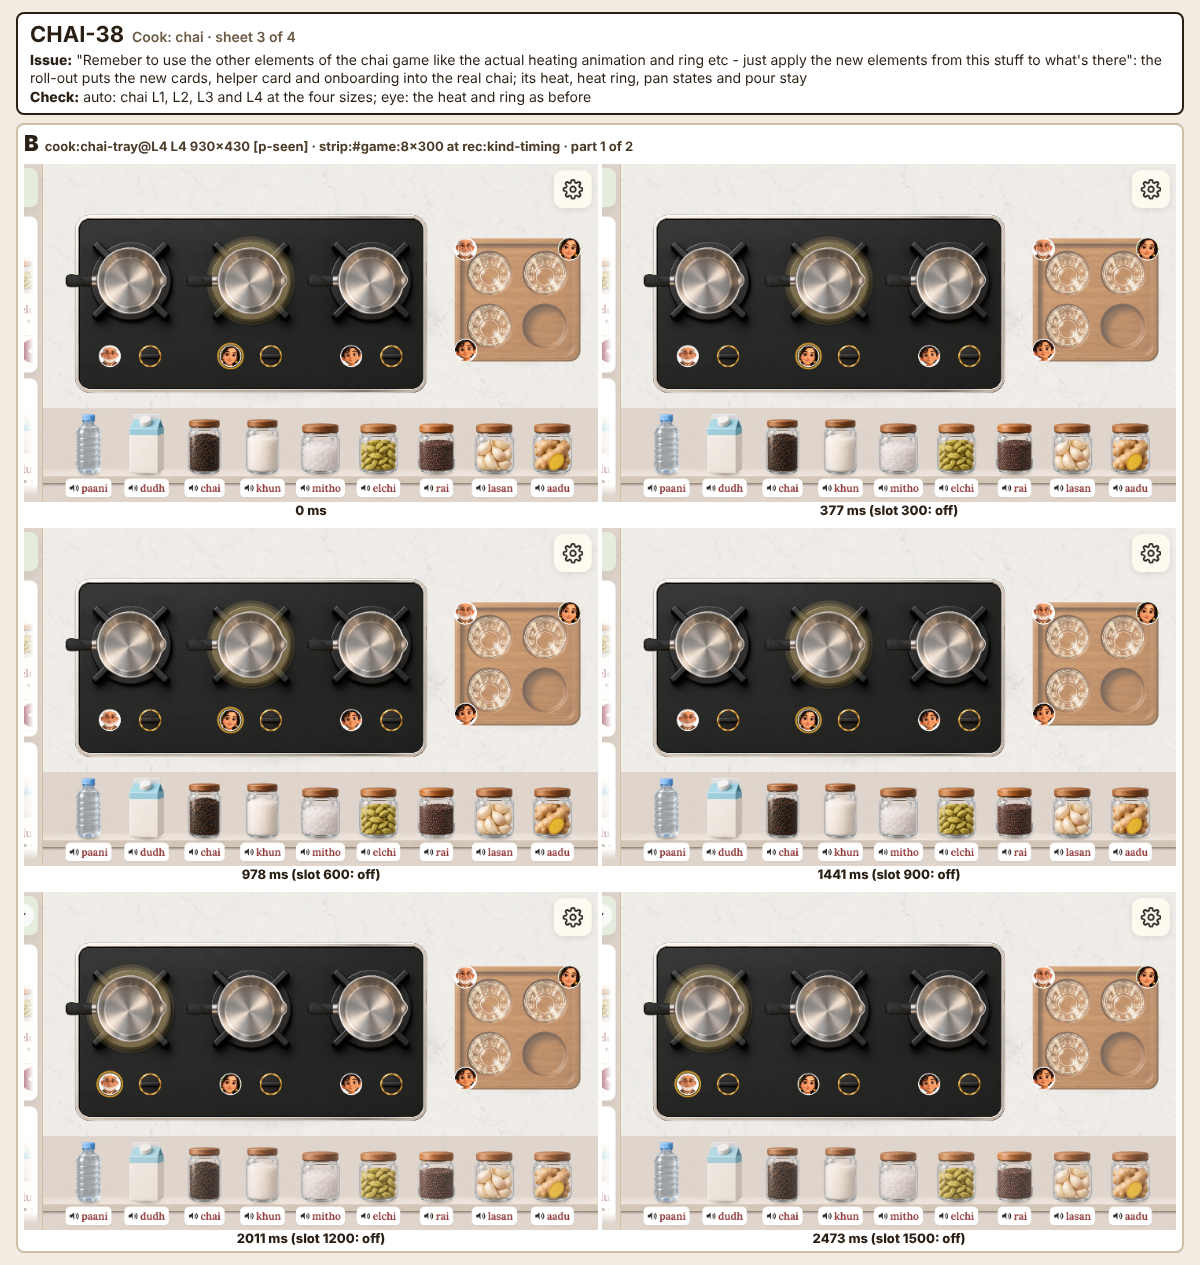 CHAI-38 Cook: chai · sheet 3 of 4
Issue: "Remeber to use the other elements of the chai game like the actual heating animation and ring etc - just apply the new elements from this stuff to what's there": the
roll-out puts the new cards, helper card and onboarding into the real chai; its heat, heat ring, pan states and pour stay
Check: auto: chai L1, L2, L3 and L4 at the four sizes; eye: the heat and ring as before
B cook:chai-tray@L4 L4 930×430 [p-seen] · strip:#game:8×300 at rec:kind-timing · part 1 of 2
paani dudh chai khun mitho elchi rai lasan aadu
0 ms
paani dudh chai khun mitho elchi rai lasan aadu
377 ms (slot 300: off)
paani dudh chai khun mitho elchi rai lasan aadu
978 ms (slot 600: off)
paani dudh chai khun mitho elchi rai lasan aadu
1441 ms (slot 900: off)
paani dudh chai khun mitho elchi rai lasan aadu
2011 ms (slot 1200: off)
paani dudh chai khun mitho elchi rai lasan aadu
2473 ms (slot 1500: off)